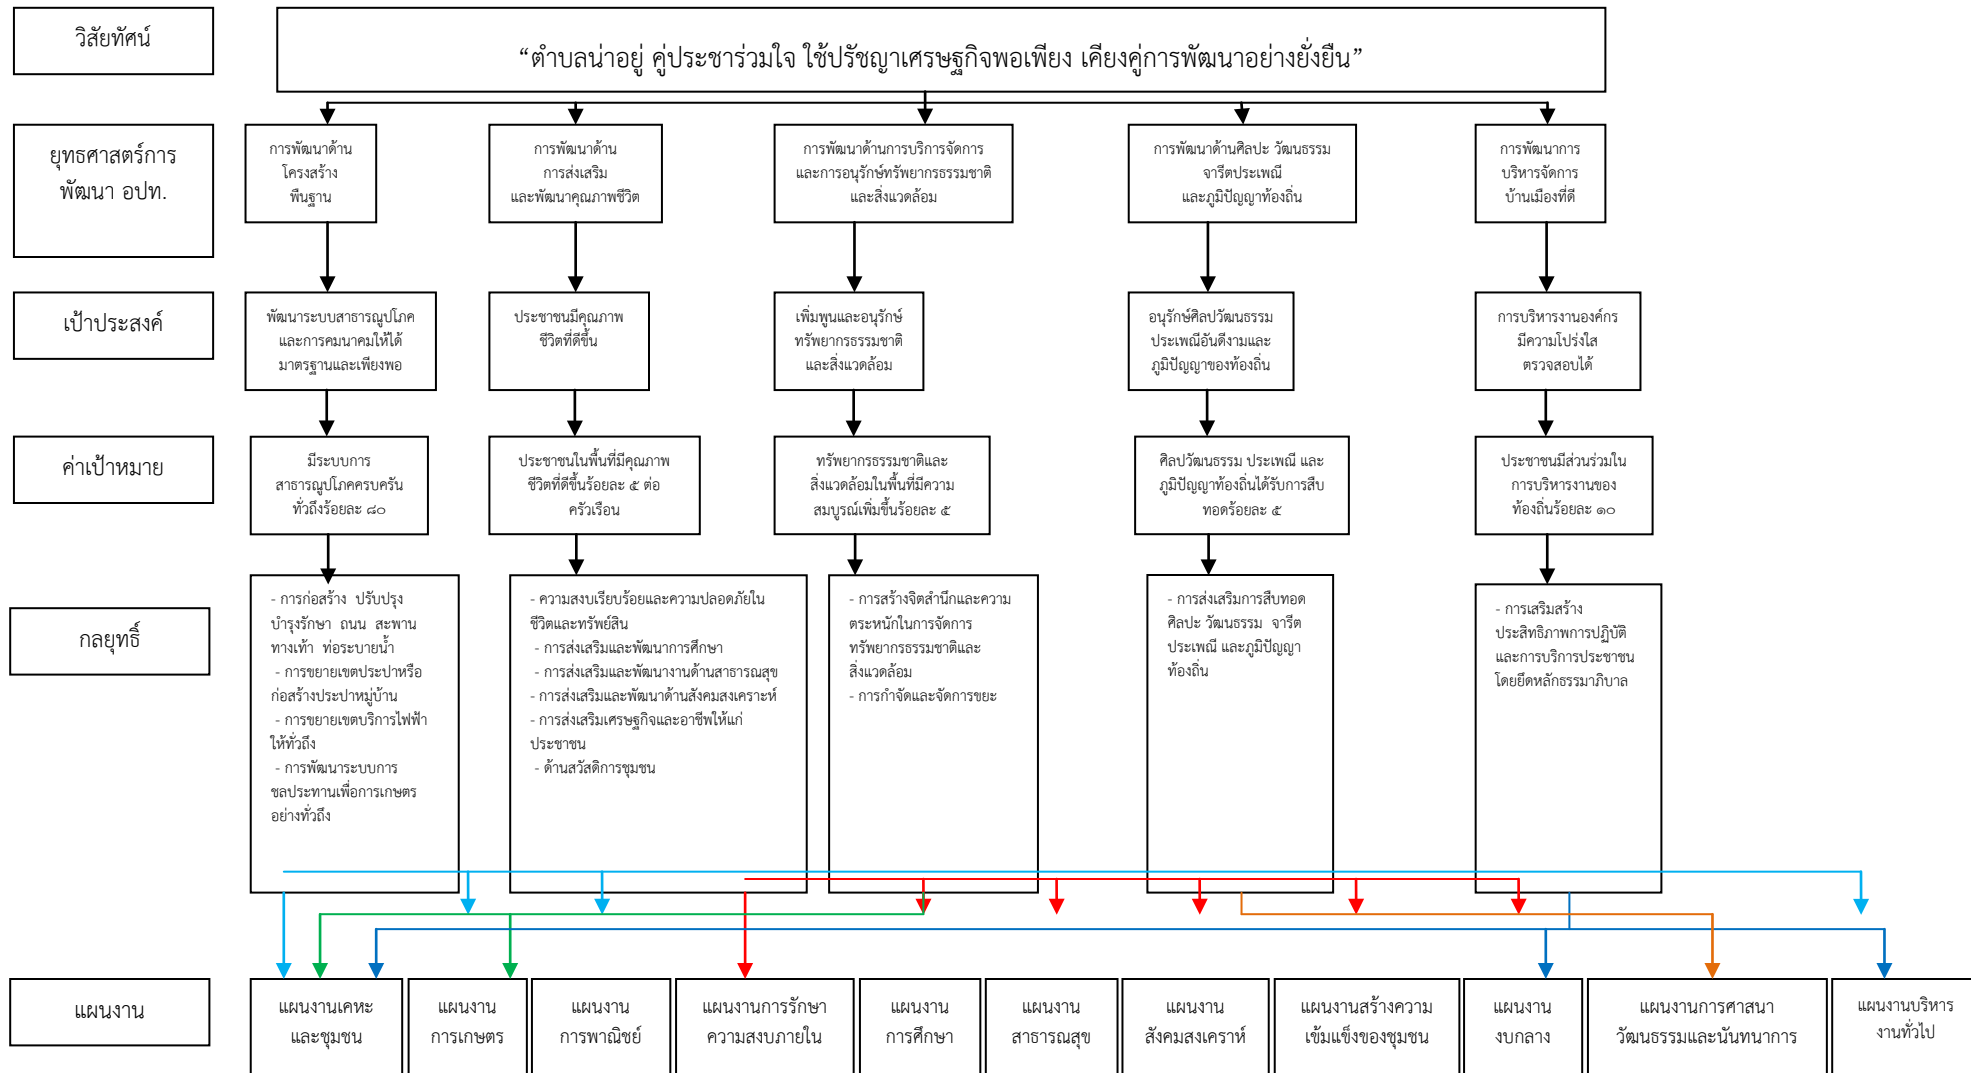 วิสัยทัศน์
“ตำบลน่าอยู่ คู่ประชาร่วมใจ ใช้ปรัชญาเศรษฐกิจพอเพียง เคียงคู่การพัฒนาอย่างยั่งยืน”
ยุทธศาสตร์การ
พัฒนา อปท.
การพัฒนาด้าน
โครงสร้าง
พื้นฐาน
การพัฒนาด้าน
การส่งเสริม
และพัฒนาคุณภาพชีวิต
การพัฒนาด้านการบริการจัดการ
และการอนุรักษ์ทรัพยากรธรรมชาติ
และสิ่งแวดล้อม
การพัฒนาด้านศิลปะ วัฒนธรรม
จารีตประเพณี
และภูมิปัญญาท้องถิ่น
การพัฒนาการ
บริหารจัดการ
บ้านเมืองที่ดี
เป้าประสงค์
พัฒนาระบบสาธารณูปโภค
และการคมนาคมให้ได้
มาตรฐานและเพียงพอ
ประชาชนมีคุณภาพ
ชีวิตที่ดีขึ้น
เพิ่มพูนและอนุรักษ์
ทรัพยากรธรรมชาติ
และสิ่งแวดล้อม
อนุรักษ์ศิลปวัฒนธรรม
ประเพณีอันดีงามและ
ภูมิปัญญาของท้องถิ่น
การบริหารงานองค์กร
มีความโปร่งใส
ตรวจสอบได้
ค่าเป้าหมาย
มีระบบการ
สาธารณูปโภคครบครัน
ทั่วถึงร้อยละ ๘๐
ประชาชนในพื้นที่มีคุณภาพ
ชีวิตที่ดีขึ้นร้อยละ ๕ ต่อ
ครัวเรือน
ทรัพยากรธรรมชาติและ
สิ่งแวดล้อมในพื้นที่มีความ
สมบูรณ์เพิ่มขึ้นร้อยละ ๕
ศิลปวัฒนธรรม ประเพณี และ
ภูมิปัญญาท้องถิ่นได้รับการสืบ
ทอดร้อยละ ๕
ประชาชนมีส่วนร่วมใน
การบริหารงานของ
ท้องถิ่นร้อยละ ๑๐
กลยุทธิ์
- การก่อสร้าง ปรับปรุง
บำรุงรักษา ถนน สะพาน
ทางเท้า ท่อระบายน้ำ
- การขยายเขตประปาหรือ
ก่อสร้างประปาหมู่บ้าน
- การขยายเขตบริการไฟฟ้า
ให้ทั่วถึง
- การพัฒนาระบบการ
ชลประทานเพื่อการเกษตร
อย่างทั่วถึง
- ความสงบเรียบร้อยและความปลอดภัยใน
ชีวิตและทรัพย์สิน
- การส่งเสริมและพัฒนาการศึกษา
- การส่งเสริมและพัฒนางานด้านสาธารณสุข
- การส่งเสริมและพัฒนาด้านสังคมสงเคราะห์
- การส่งเสริมเศรษฐกิจและอาชีพให้แก่
ประชาชน
- ด้านสวัสดิการชุมชน
- การสร้างจิตสำนึกและความ
ตระหนักในการจัดการ
ทรัพยากรธรรมชาติและ
สิ่งแวดล้อม
- การกำจัดและจัดการขยะ
- การส่งเสริมการสืบทอด
ศิลปะ วัฒนธรรม จารีต
ประเพณี และภูมิปัญญา
ท้องถิ่น
- การเสริมสร้าง
ประสิทธิภาพการปฏิบัติ
และการบริการประชาชน
โดยยึดหลักธรรมาภิบาล
แผนงาน
แผนงานเคหะ
และชุมชน
แผนงาน
การเกษตร
แผนงาน
การพาณิชย์
แผนงานการรักษา
ความสงบภายใน
แผนงาน
การศึกษา
แผนงาน
สาธารณสุข
แผนงาน
สังคมสงเคราห์
แผนงานสร้างความ
เข้มแข็งของชุมชน
แผนงาน
งบกลาง
แผนงานการศาสนา
วัฒนธรรมและนันทนาการ
แผนงานบริหาร
งานทั่วไป